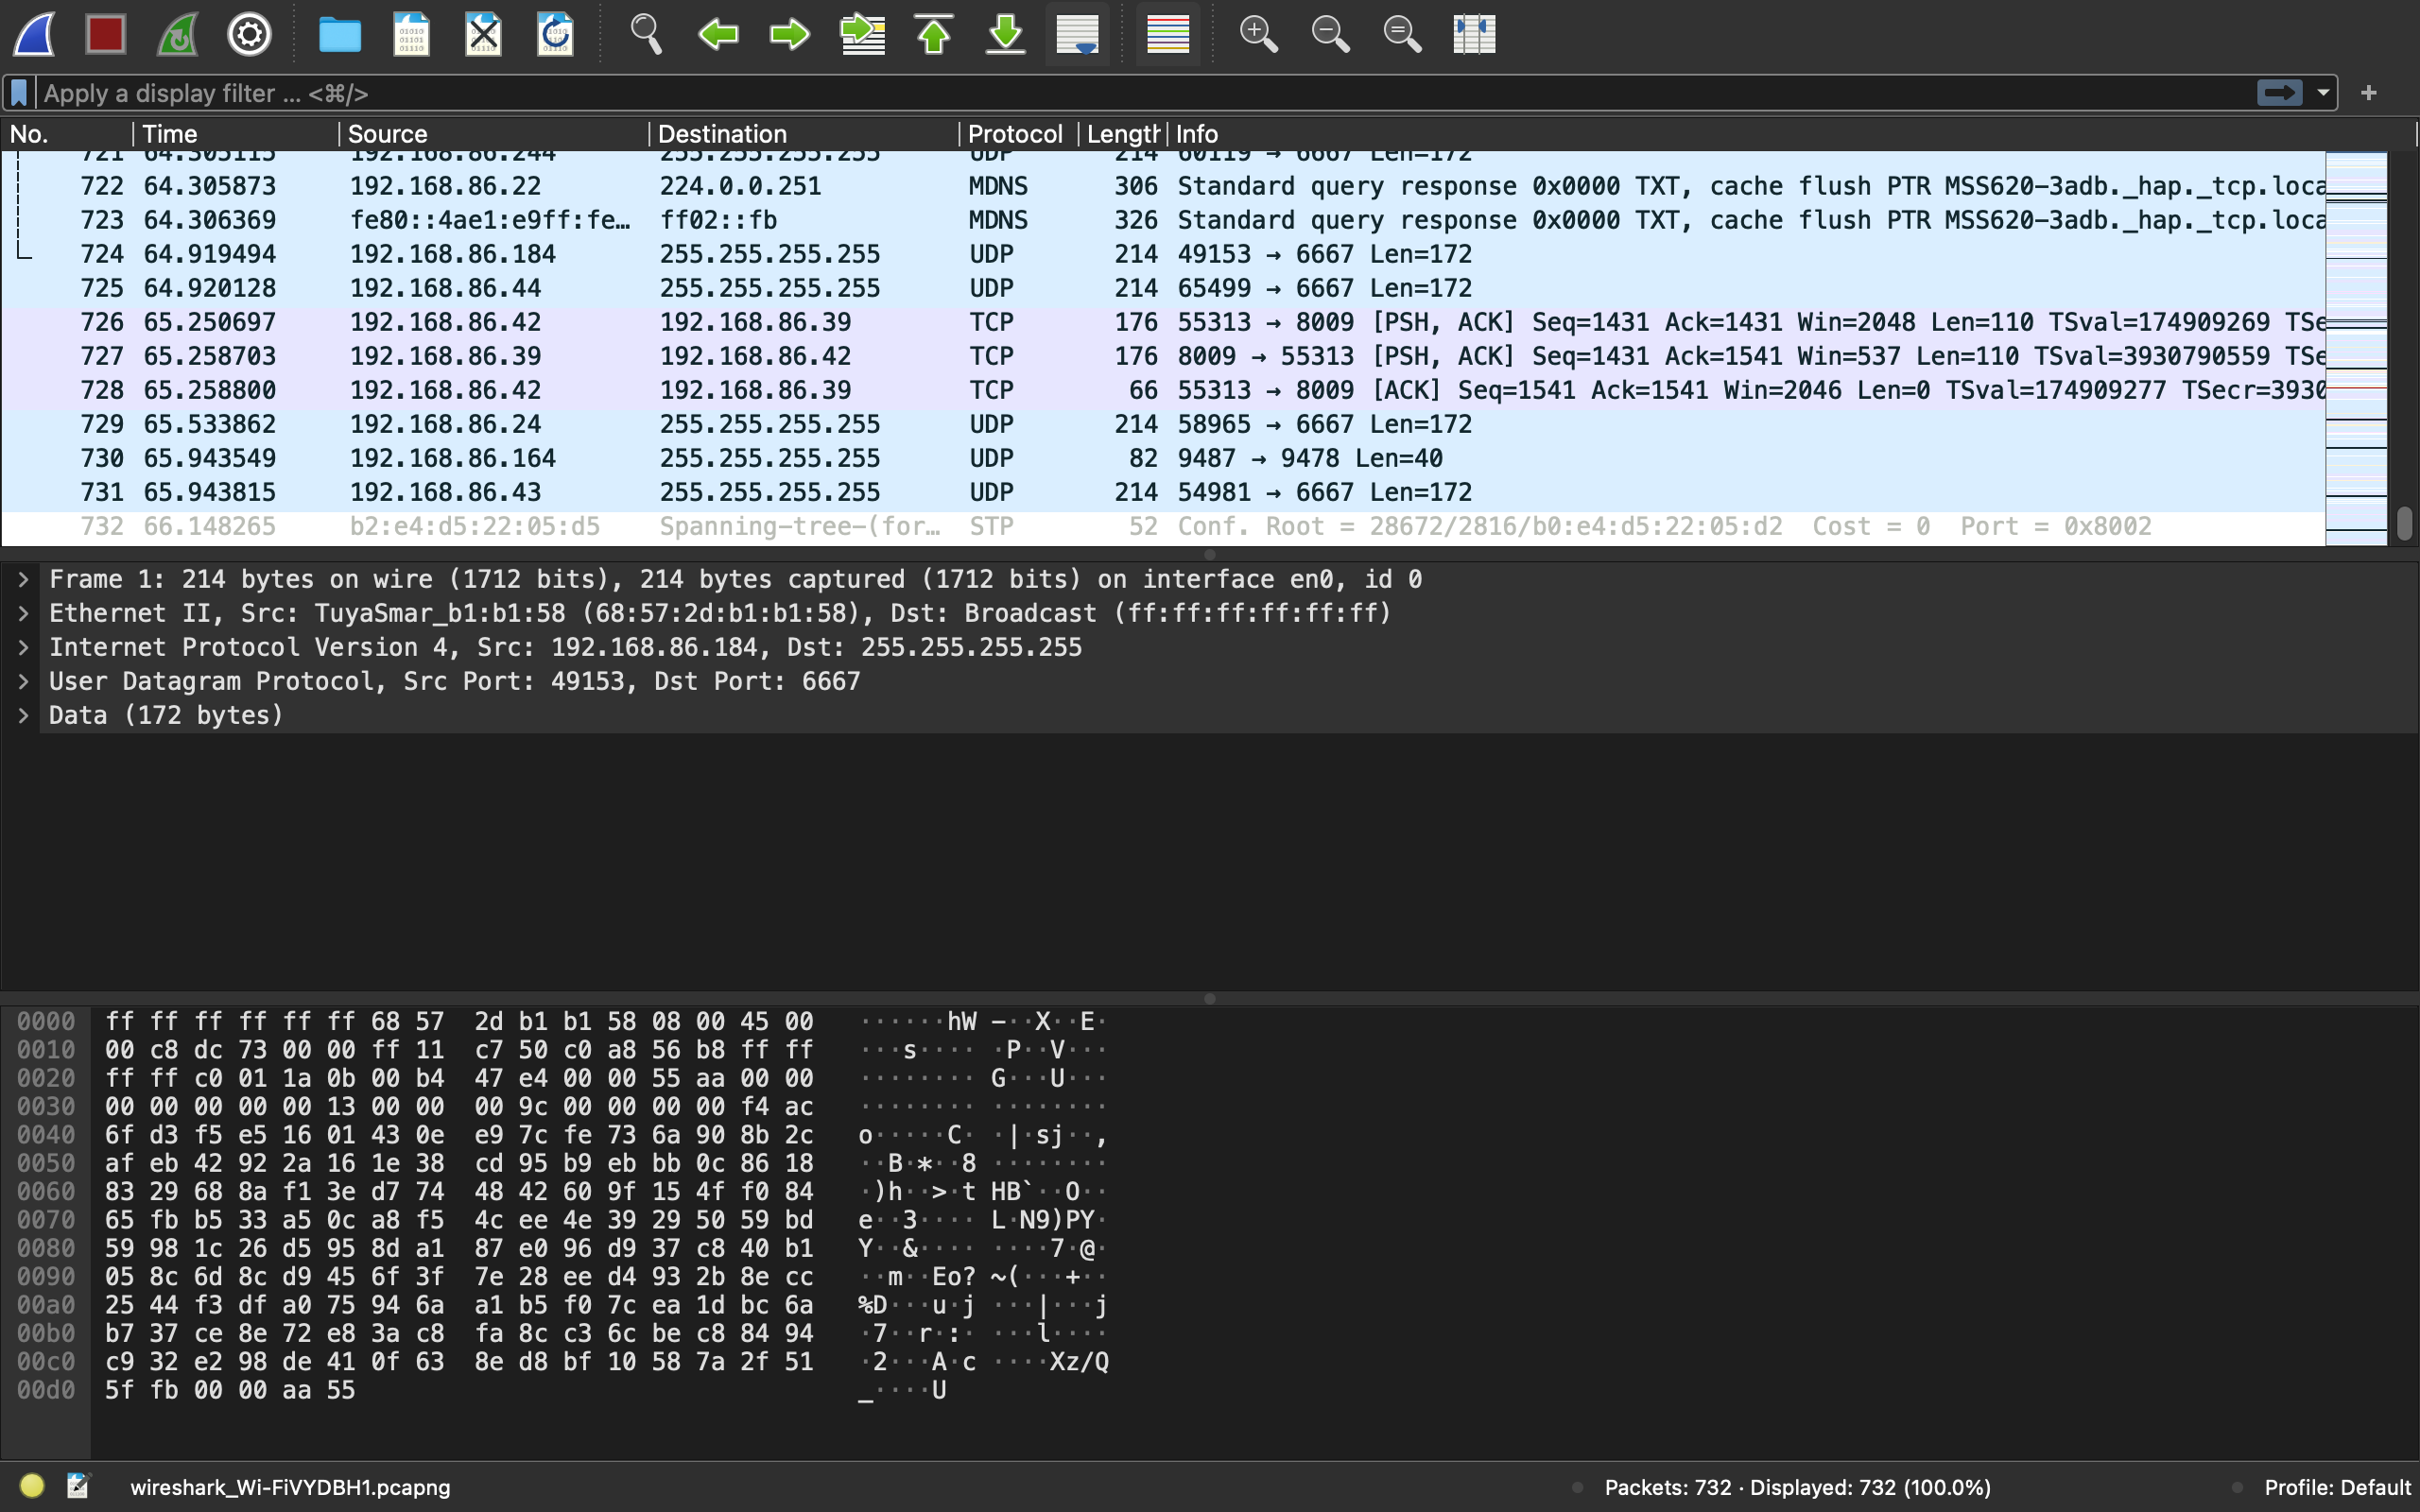 Apply a display filter ... <⌘/>
No. Time Source Destination Protocol Length Info
721 64.305115 192.168.86.244 255.255.255.255 UDP 214 60119 → 6667 Len=172
722 64.305873 192.168.86.22 224.0.0.251 MDNS 306 Standard query response 0x0000 TXT, cache flush PTR MSS620-3adb._hap._tcp.loca
723 64.306369 fe80::4ae1:e9ff:fe… ff02::fb MDNS 326 Standard query response 0x0000 TXT, cache flush PTR MSS620-3adb._hap._tcp.loca
724 64.919494 192.168.86.184 255.255.255.255 UDP 214 49153 → 6667 Len=172
725 64.920128 192.168.86.44 255.255.255.255 UDP 214 65499 → 6667 Len=172
726 65.250697 192.168.86.42 192.168.86.39 TCP 176 55313 → 8009 [PSH, ACK] Seq=1431 Ack=1431 Win=2048 Len=110 TSval=174909269 TSe
727 65.258703 192.168.86.39 192.168.86.42 TCP 176 8009 → 55313 [PSH, ACK] Seq=1431 Ack=1541 Win=537 Len=110 TSval=3930790559 TSe
728 65.258800 192.168.86.42 192.168.86.39 TCP 66 55313 → 8009 [ACK] Seq=1541 Ack=1541 Win=2046 Len=0 TSval=174909277 TSecr=3930
729 65.533862 192.168.86.24 255.255.255.255 UDP 214 58965 → 6667 Len=172
730 65.943549 192.168.86.164 255.255.255.255 UDP 82 9487 → 9478 Len=40
731 65.943815 192.168.86.43 255.255.255.255 UDP 214 54981 → 6667 Len=172
732 66.148265 b2:e4:d5:22:05:d5 Spanning-tree-(for… STP 52 Conf. Root = 28672/2816/b0:e4:d5:22:05:d2 Cost = 0 Port = 0x8002
Frame 1: 214 bytes on wire (1712 bits), 214 bytes captured (1712 bits) on interface en0, id 0
Ethernet II, Src: TuyaSmar_b1:b1:58 (68:57:2d:b1:b1:58), Dst: Broadcast (ff:ff:ff:ff:ff:ff)
Internet Protocol Version 4, Src: 192.168.86.184, Dst: 255.255.255.255
User Datagram Protocol, Src Port: 49153, Dst Port: 6667
Data (172 bytes)
0000 ff ff ff ff ff ff 68 57 2d b1 b1 58 08 00 45 00 ······hW -··X··E·
0010 00 c8 dc 73 00 00 ff 11 c7 50 c0 a8 56 b8 ff ff ···s···· ·P··V···
0020 ff ff c0 01 1a 0b 00 b4 47 e4 00 00 55 aa 00 00 ········ G···U···
0030 00 00 00 00 00 13 00 00 00 9c 00 00 00 00 f4 ac ········ ········
0040 6f d3 f5 e5 16 01 43 0e e9 7c fe 73 6a 90 8b 2c o·····C· ·|·sj··,
0050 af eb 42 92 2a 16 1e 38 cd 95 b9 eb bb 0c 86 18 ··B·*··8 ········
0060 83 29 68 8a f1 3e d7 74 48 42 60 9f 15 4f f0 84 ·)h··>·t HB`··O··
0070 65 fb b5 33 a5 0c a8 f5 4c ee 4e 39 29 50 59 bd e··3···· L·N9)PY·
0080 59 98 1c 26 d5 95 8d a1 87 e0 96 d9 37 c8 40 b1 Y··&···· ····7·@·
0090 05 8c 6d 8c d9 45 6f 3f 7e 28 ee d4 93 2b 8e cc ··m··Eo? ~(···+··
00a0 25 44 f3 df a0 75 94 6a a1 b5 f0 7c ea 1d bc 6a %D···u·j ···|···j
00b0 b7 37 ce 8e 72 e8 3a c8 fa 8c c3 6c be c8 84 94 ·7··r·:· ···l····
00c0 c9 32 e2 98 de 41 0f 63 8e d8 bf 10 58 7a 2f 51 ·2···A·c ····Xz/Q
00d0 5f fb 00 00 aa 55 _····U
wireshark_Wi-FiVYDBH1.pcapng Packets: 732 · Displayed: 732 (100.0%) Profile: Default